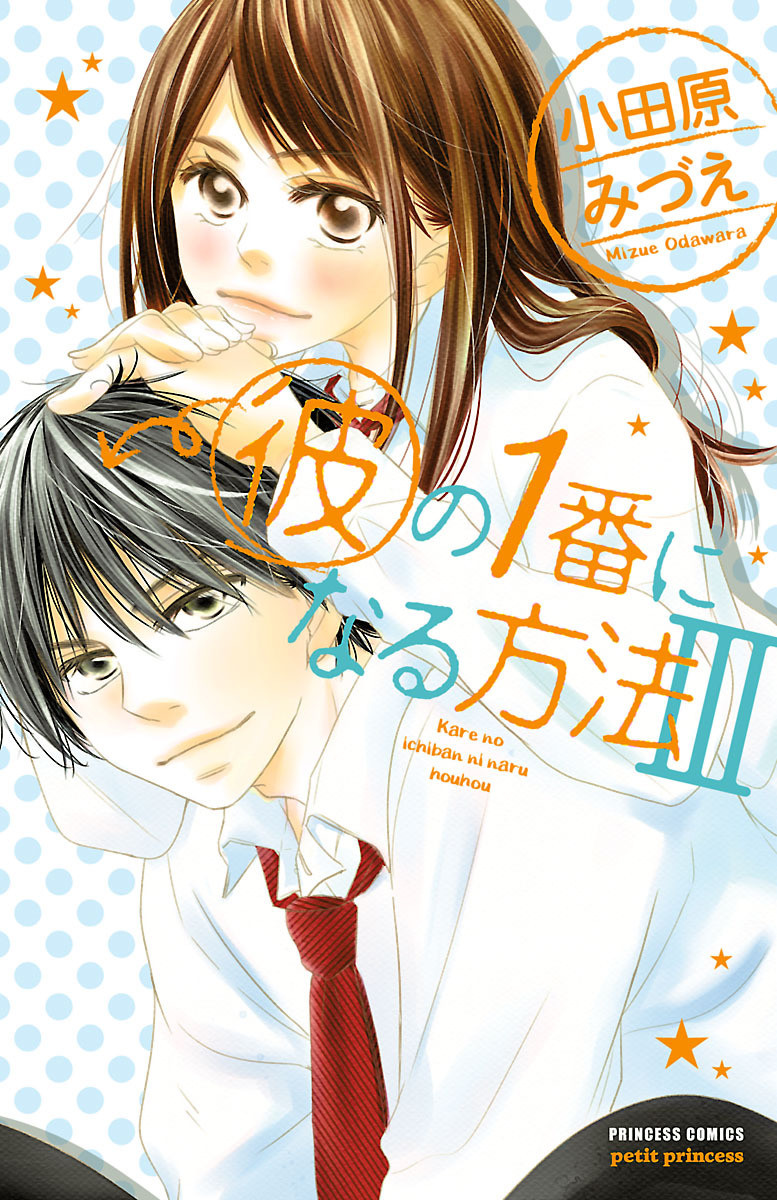 小田原
みづえ
Mizue Odawara
彼の1番に
なる方法III
Kare no
ichiban ni naru
houhou
PRINCESS COMICS
petit princess